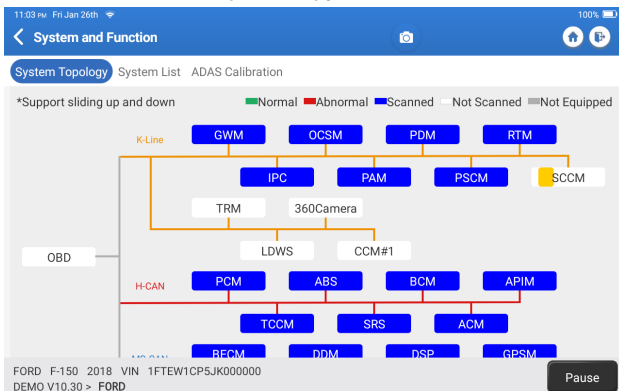 11:03 PM Fri Jan 26th 100%
System and Function
System Topology System List ADAS Calibration
*Support sliding up and down Normal Abnormal Scanned Not Scanned Not Equipped
K-Line GWM OCSM PDM RTM
IPC PAM PSCM SCCM
TRM 360Camera
LDWS CCM#1
OBD
H-CAN PCM ABS BCM APIM
TCCM SRS ACM
MS-CAN BECM DDM DSP GPSM
FORD F-150 2018 VIN 1FTEW1CP5JK000000
DEMO V10.30 > FORD
Pause